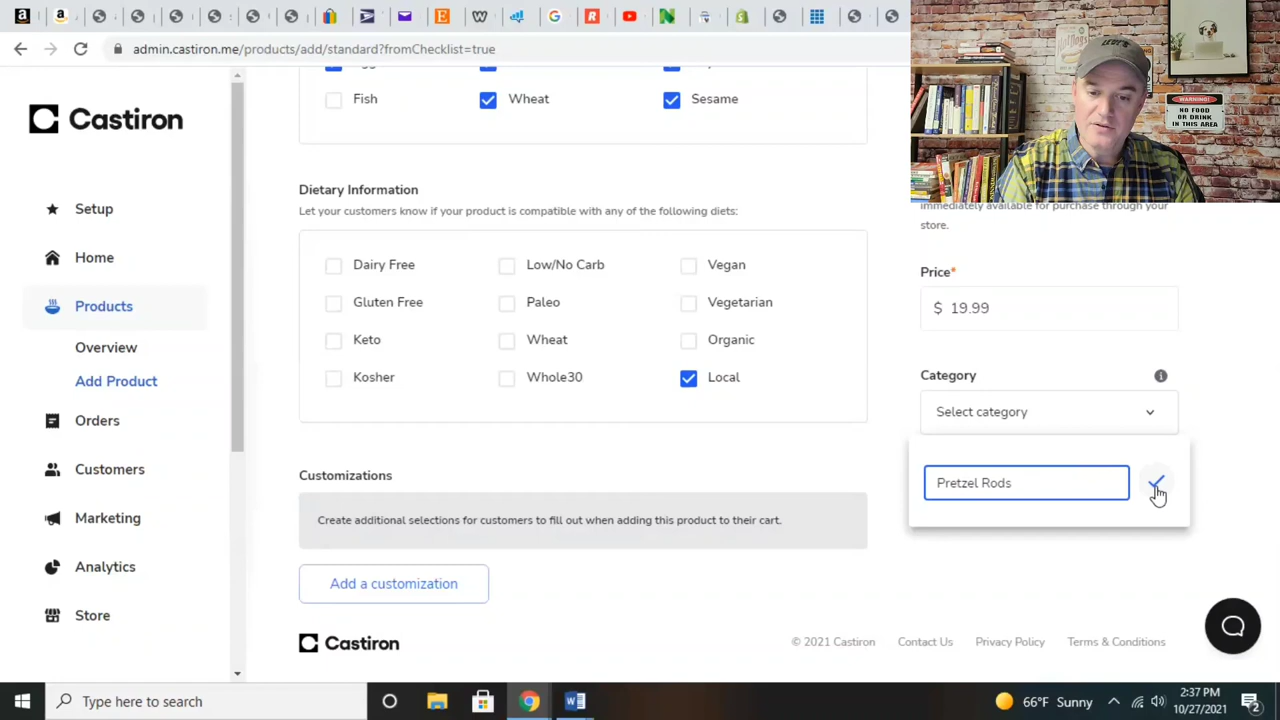 admin.castiron.me/products/add/standard?fromChecklist=true
Castiron
Setup
Home
Products
Overview
Add Product
Orders
Customers
Marketing
Analytics
Store
Fish
Wheat
Sesame
Dietary Information
Let your customers know if your product is compatible with any of the following diets:
Dairy Free
Low/No Carb
Vegan
Gluten Free
Paleo
Vegetarian
Keto
Wheat
Organic
Kosher
Whole30
Local
Customizations
Create additional selections for customers to fill out when adding this product to their cart.
Add a customization
WARNING!
NO FOOD
OR DRINK
IN THIS AREA
immediately available for purchase through your
store.
Price*
$ 19.99
Category
Select category
Pretzel Rods
Castiron
© 2021 Castiron
Contact Us
Privacy Policy
Terms & Conditions
Type here to search
66°F Sunny
2:37 PM
10/27/2021
2